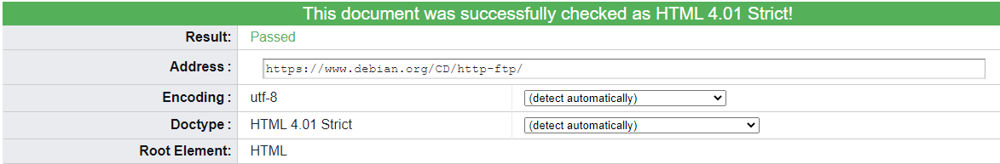 This document was successfully checked as HTML 4.01 Strict!
Result: Passed
Address : https://www.debian.org/CD/http-ftp/
Encoding : utf-8 (detect automatically)
Doctype : HTML 4.01 Strict (detect automatically)
Root Element: HTML